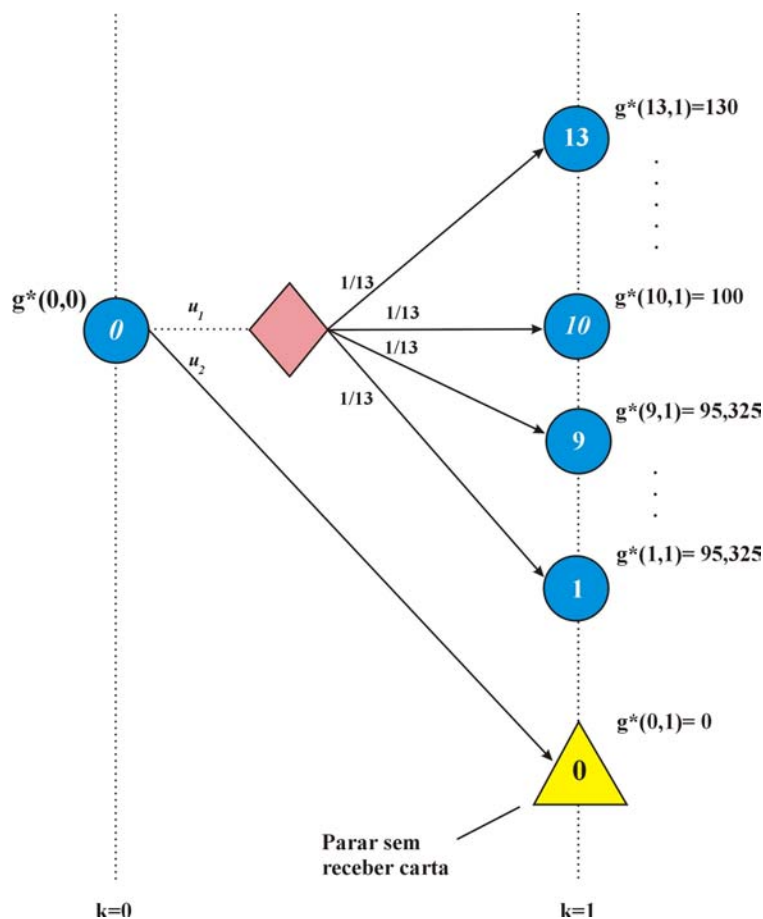 g*(13,1)=130
13
1/13
g*(0,0)
0
u1
g*(10,1)= 100
1/13
10
u2
1/13
1/13
g*(9,1)= 95,325
9
g*(1,1)= 95,325
1
g*(0,1)= 0
0
Parar sem
receber carta
k=0
k=1